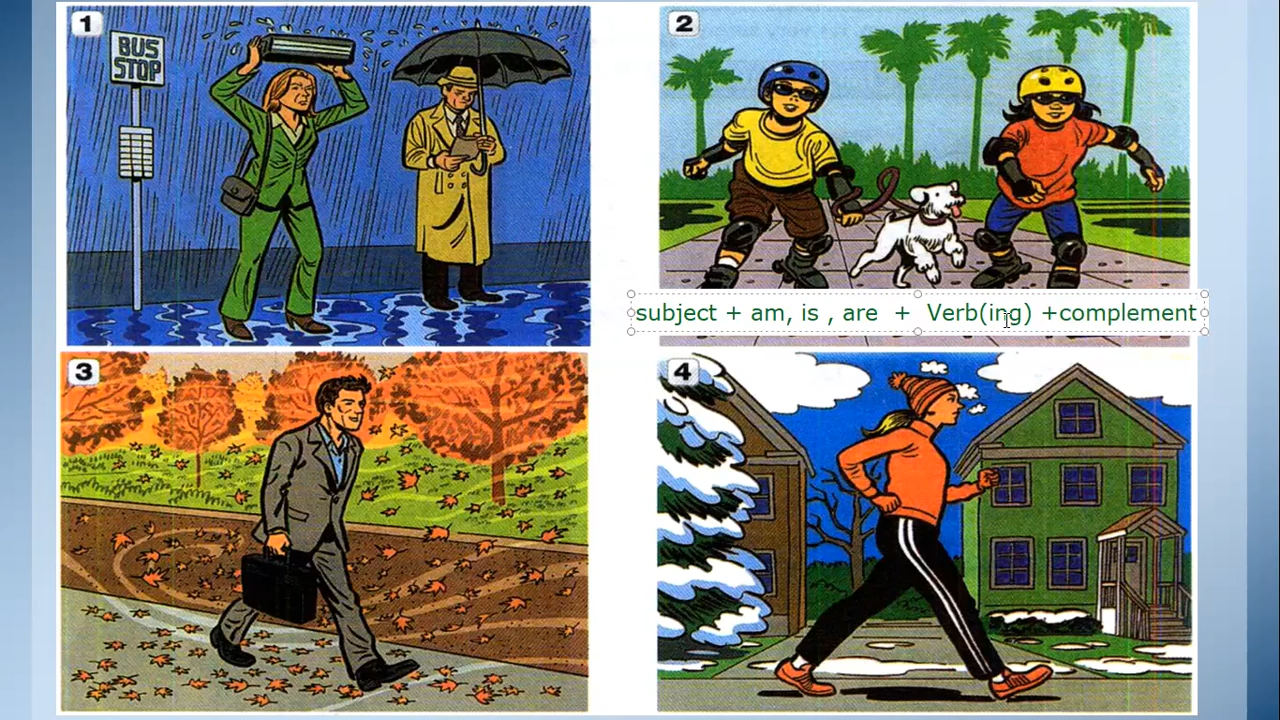 1
BUS
STOP
2
subject + am, is , are + Verb(ing) +complement
3
4